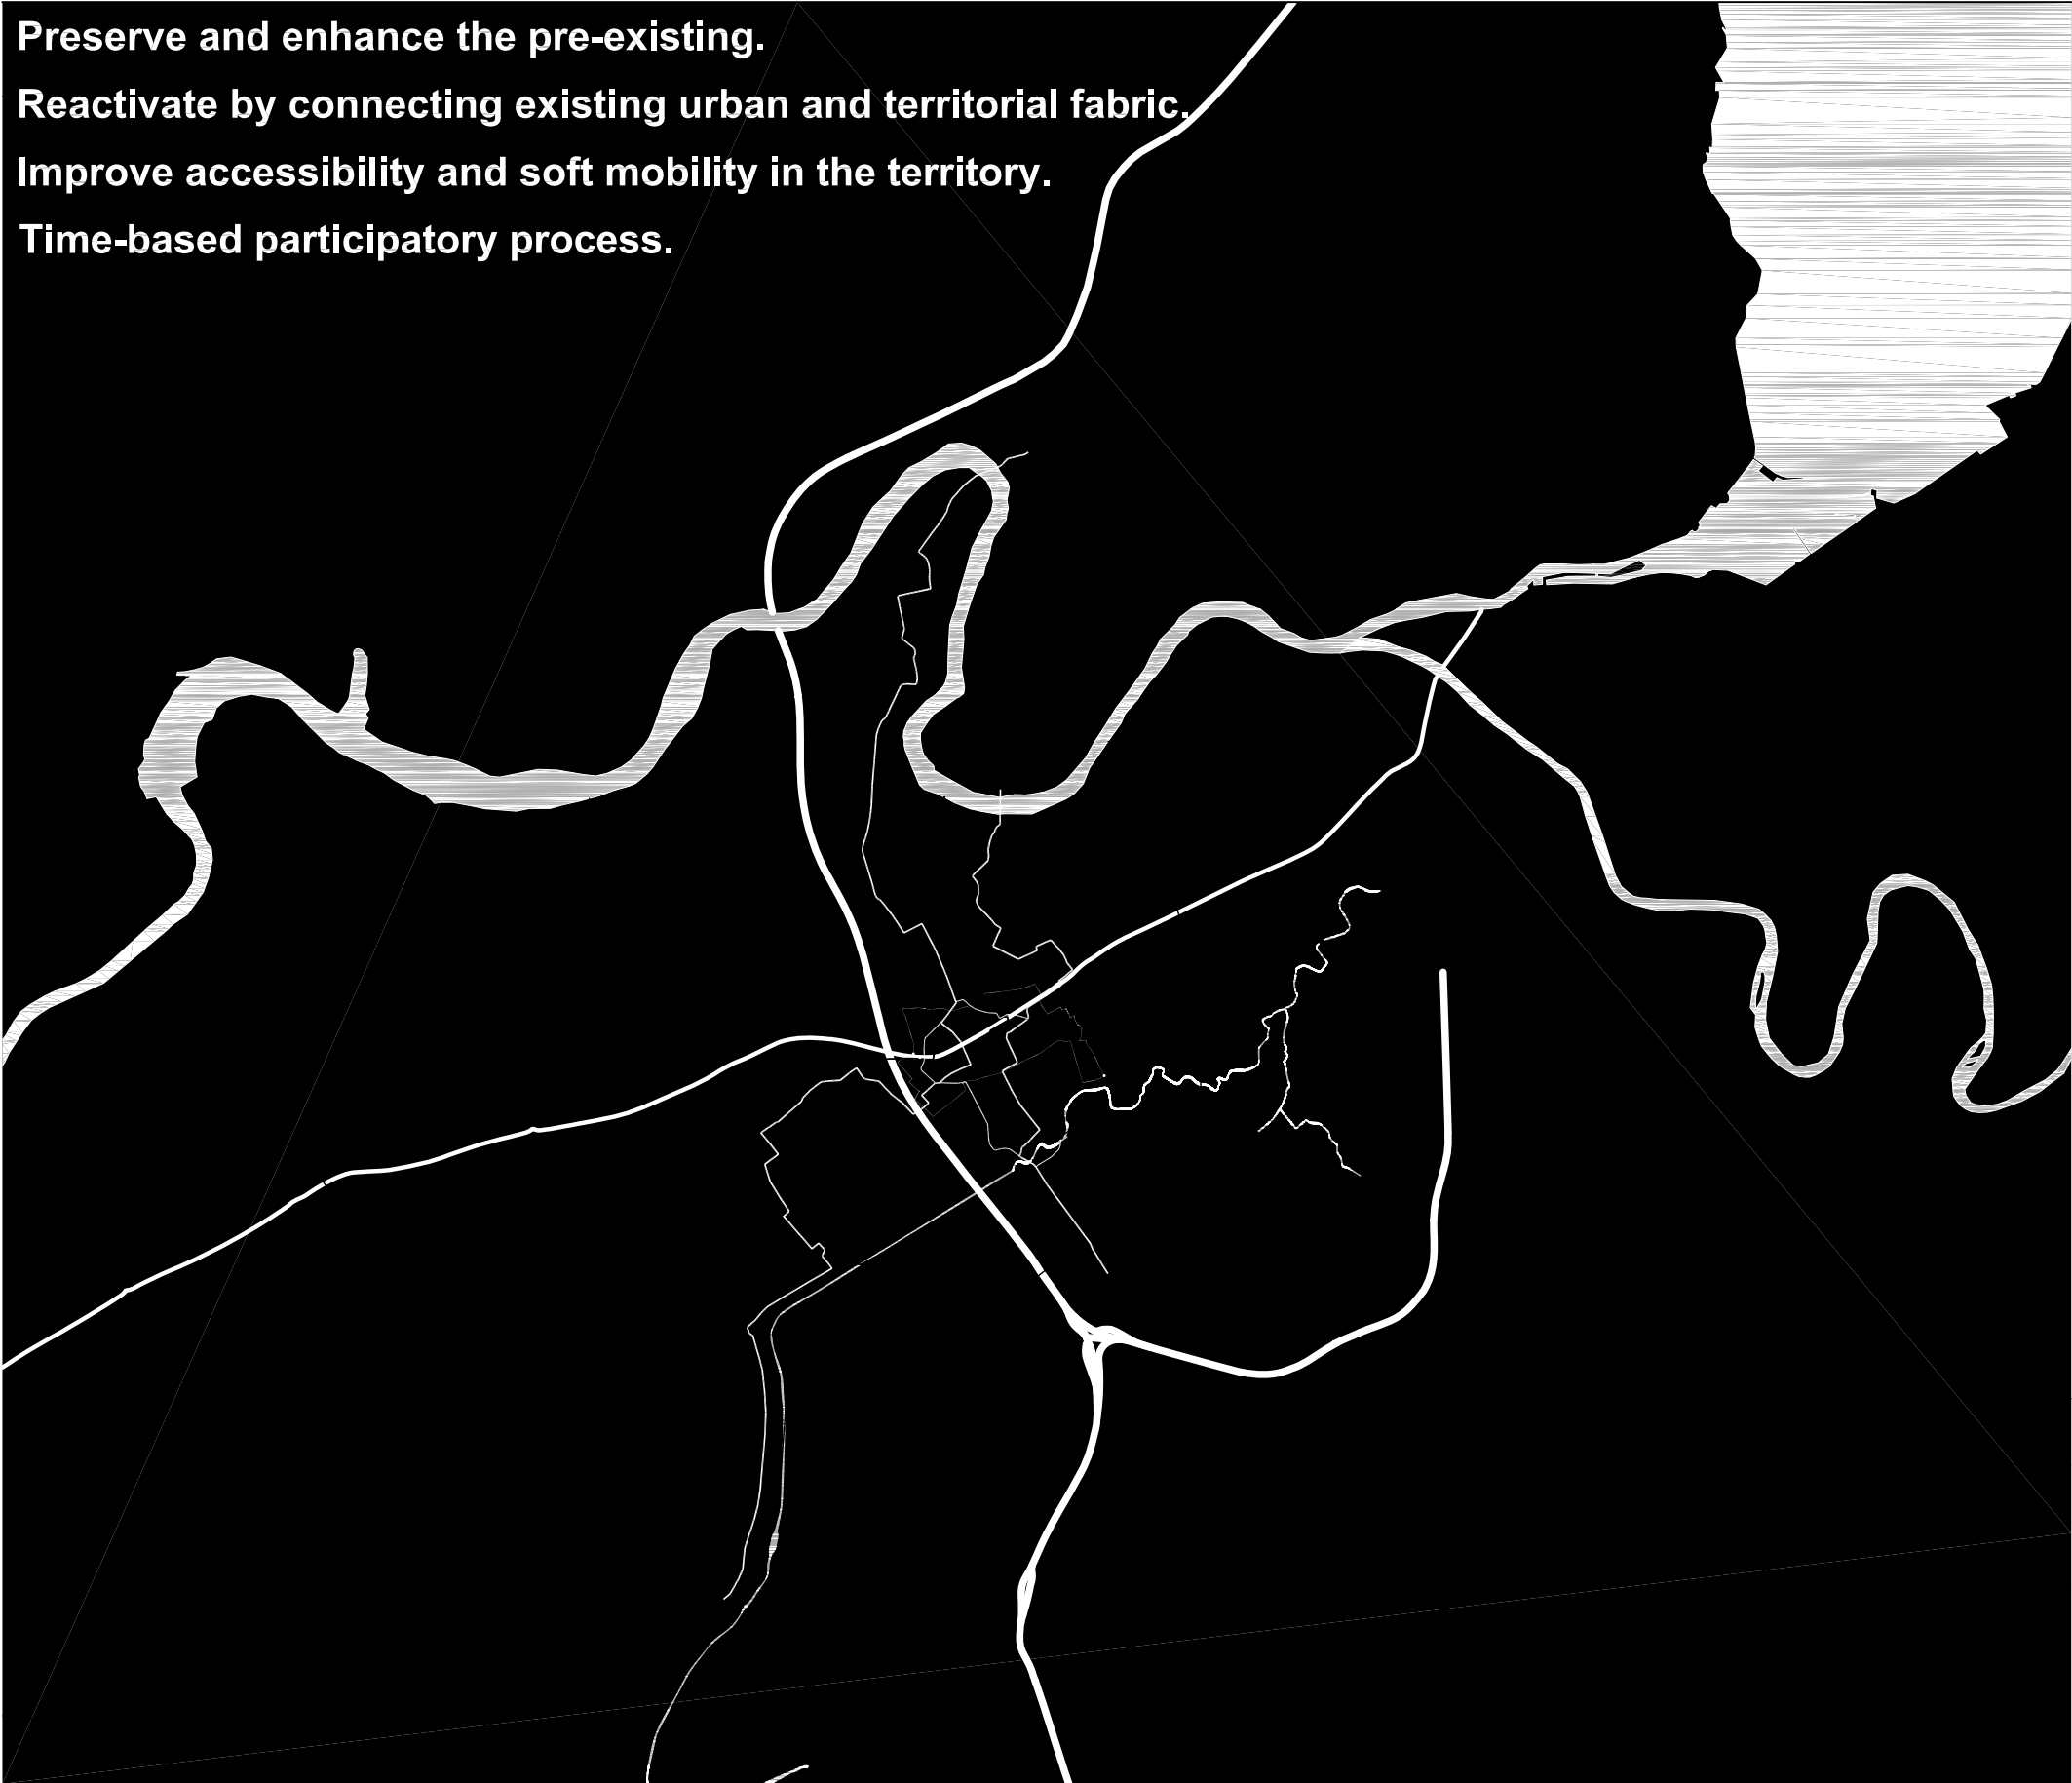 Preserve and enhance the pre-existing.
Reactivate by connecting existing urban and territorial fabric.
Improve accessibility and soft mobility in the territory.
Time-based participatory process.